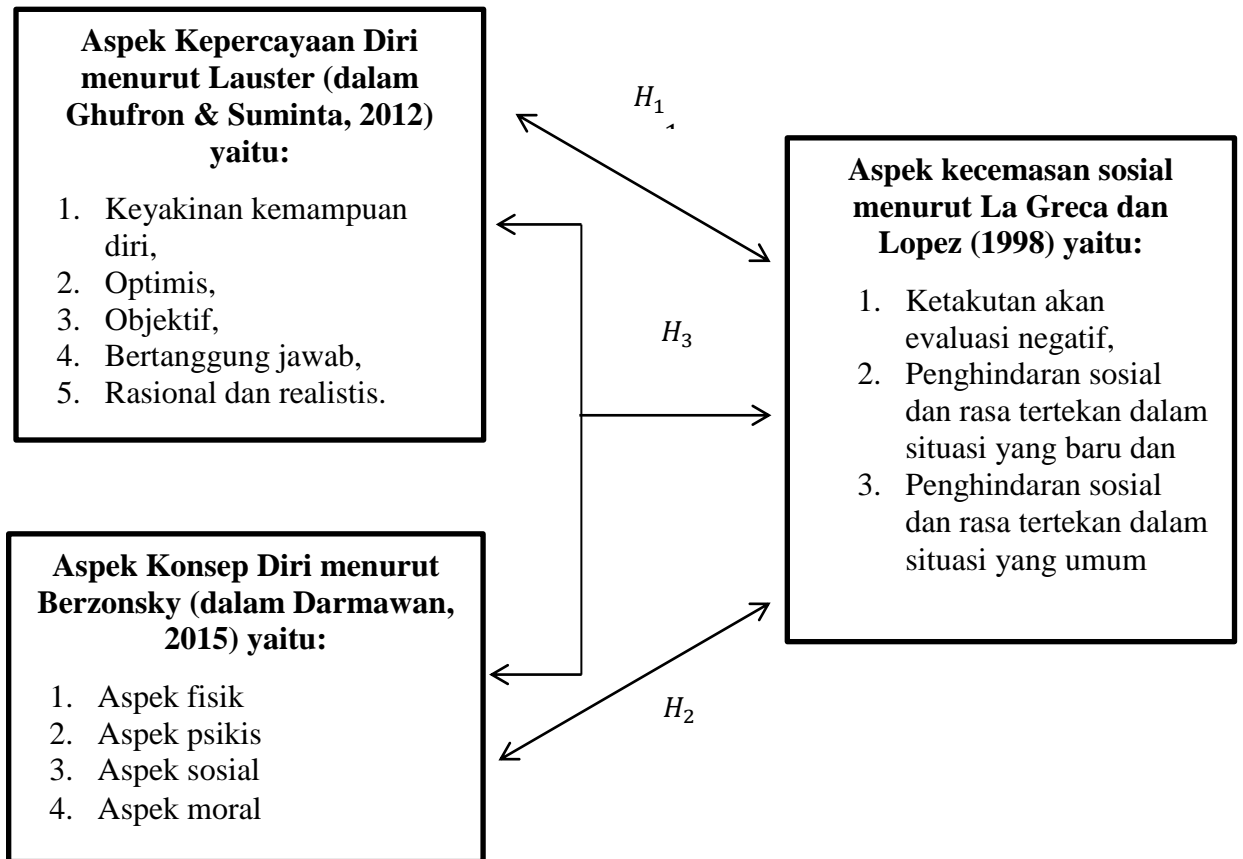 Aspek Kepercayaan Diri
menurut Lauster (dalam
Ghufron & Suminta, 2012)
yaitu:
1. Keyakinan kemampuan
diri,
2. Optimis,
3. Objektif,
4. Bertanggung jawab,
5. Rasional dan realistis.
H₁
H₃
Aspek kecemasan sosial
menurut La Greca dan
Lopez (1998) yaitu:
1. Ketakutan akan
evaluasi negatif,
2. Penghindaran sosial
dan rasa tertekan dalam
situasi yang baru dan
3. Penghindaran sosial
dan rasa tertekan dalam
situasi yang umum
Aspek Konsep Diri menurut
Berzonsky (dalam Darmawan,
2015) yaitu:
1. Aspek fisik
2. Aspek psikis
3. Aspek sosial
4. Aspek moral
H₂